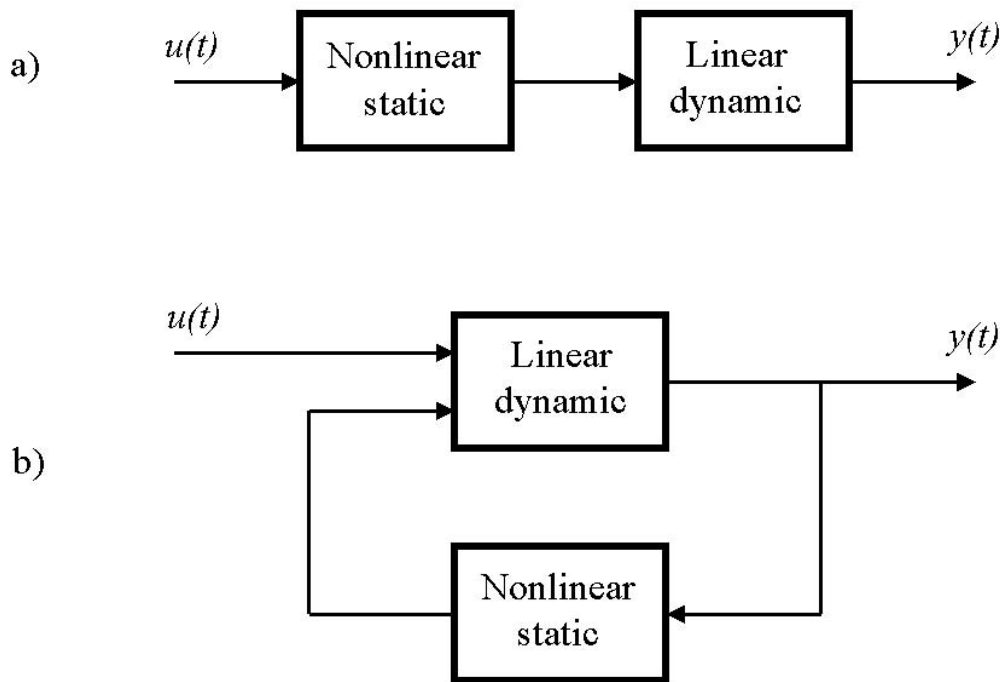 a)
u(t)
Nonlinear
static
Linear
dynamic
y(t)
b)
u(t)
Linear
dynamic
y(t)
Nonlinear
static